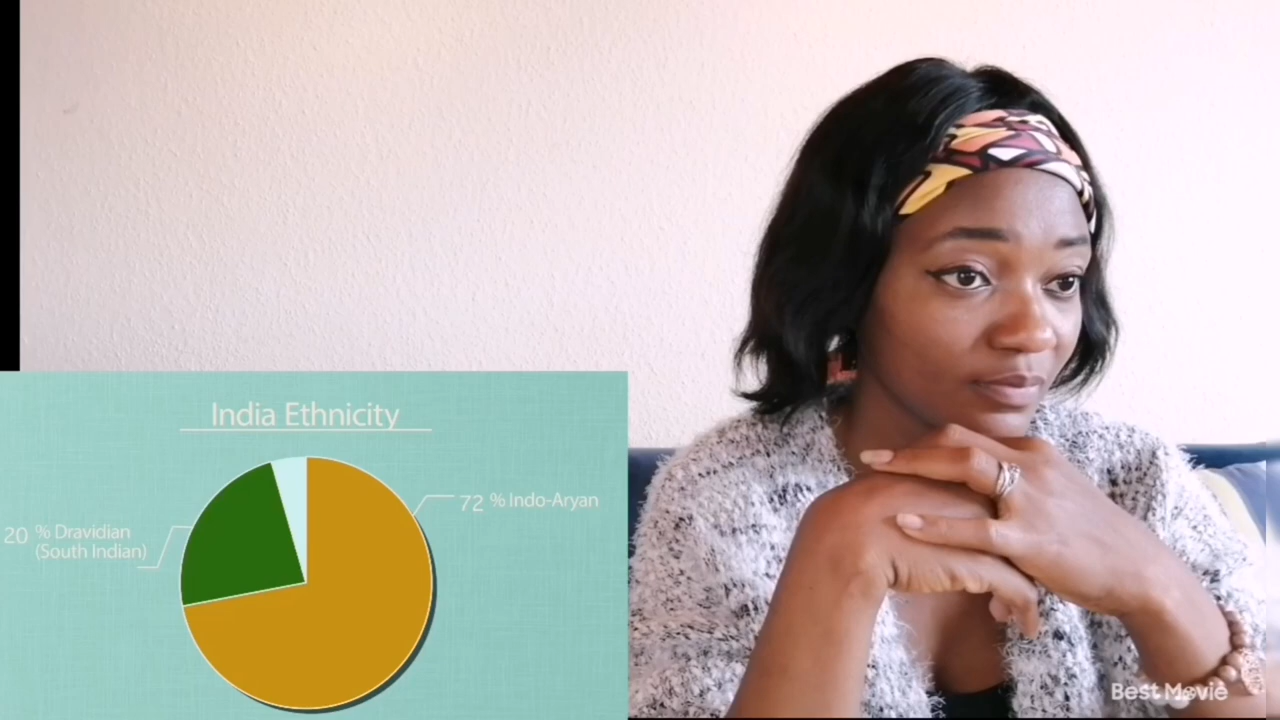 India Ethnicity
72 % Indo-Aryan
20 % Dravidian
(South Indian)
Best Movie